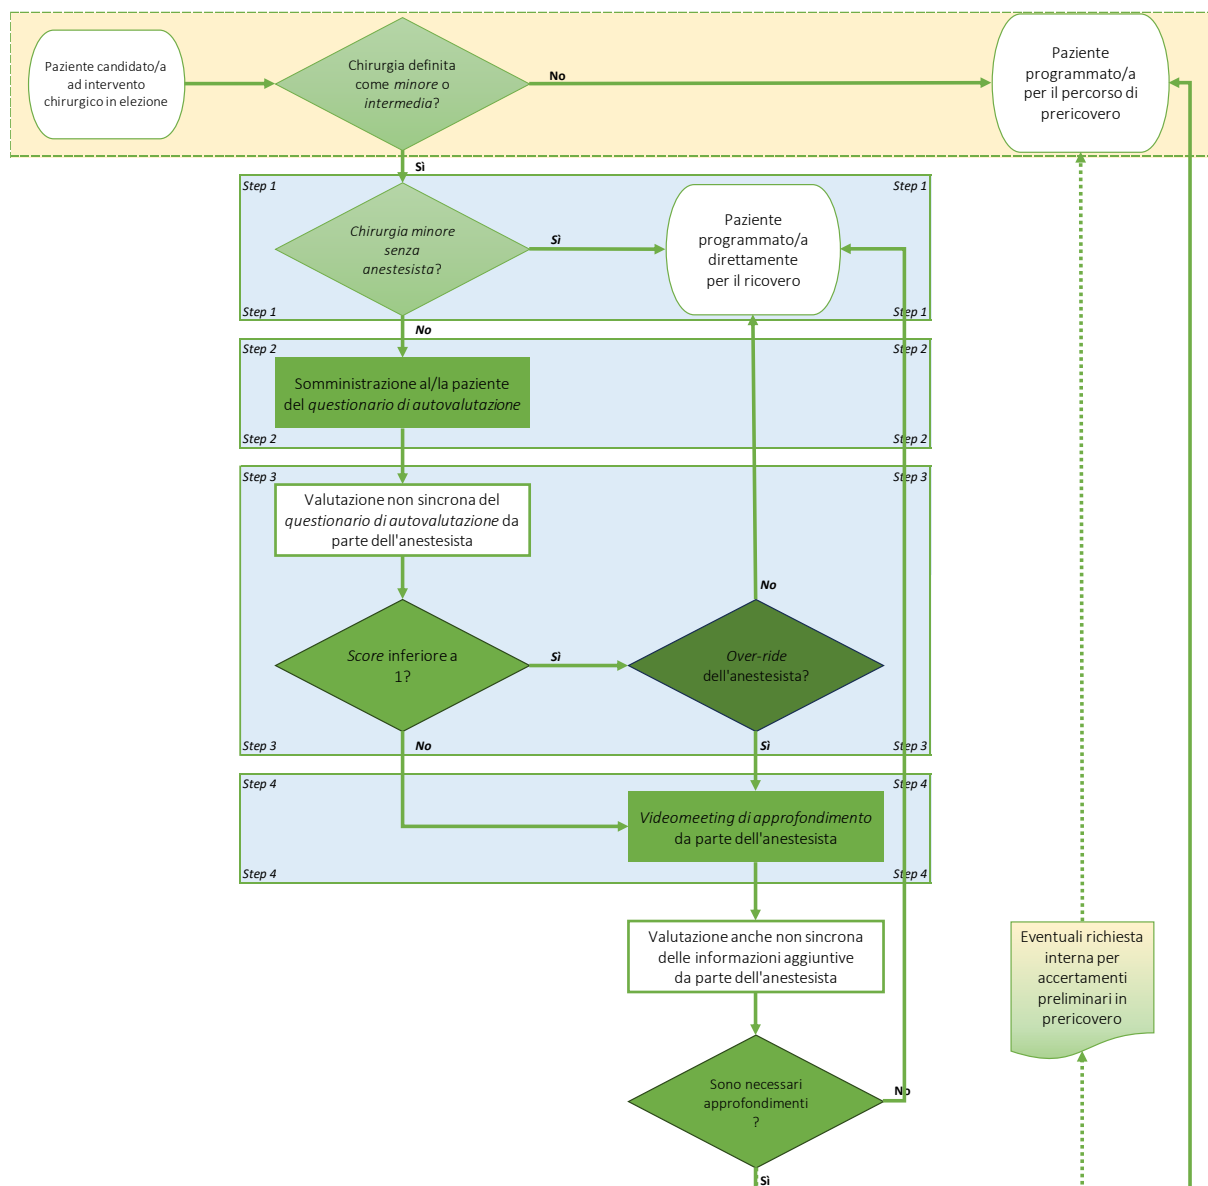 Paziente candidato/a
ad intervento
chirurgico in elezione
Chirurgia definita
come minore o
intermedia?
No
Paziente
programmato/a
per il percorso di
prericovero
Sì
Step 1
Step 1
Chirurgia minore
senza
anestesista?
Sì
Paziente
programmato/a
direttamente
per il ricovero
Step 1
Step 1
No
Step 2
Step 2
Somministrazione al/la paziente
del questionario di autovalutazione
Step 2
Step 2
Step 3
Step 3
Valutazione non sincrona del
questionario di autovalutazione da
parte dell'anestesista
No
Score inferiore a
1?
Sì
Over-ride
dell'anestesista?
Step 3
No
Sì
Step 3
Step 4
Step 4
Videomeeting di approfondimento
da parte dell'anestesista
Step 4
Step 4
Valutazione anche non sincrona
delle informazioni aggiuntive
da parte dell'anestesista
Eventuali richiesta
interna per
accertamenti
preliminari in
prericovero
Sono necessari
approfondimenti
?
No
Sì